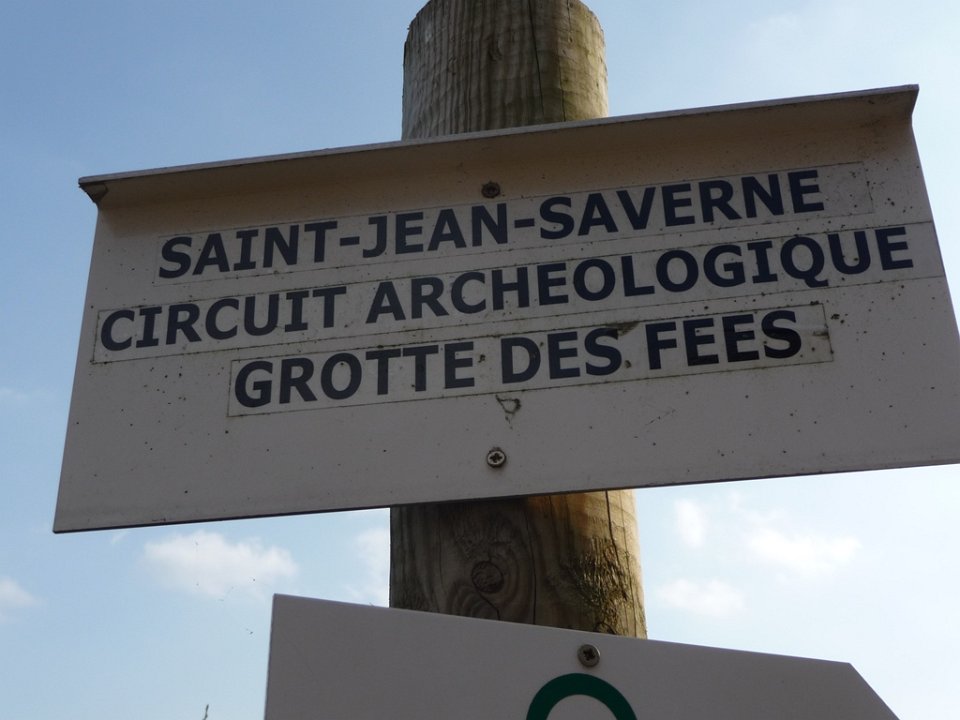 SAINT-JEAN-SAVERNE
CIRCUIT ARCHEOLOGIQUE
GROTTE DES FEES